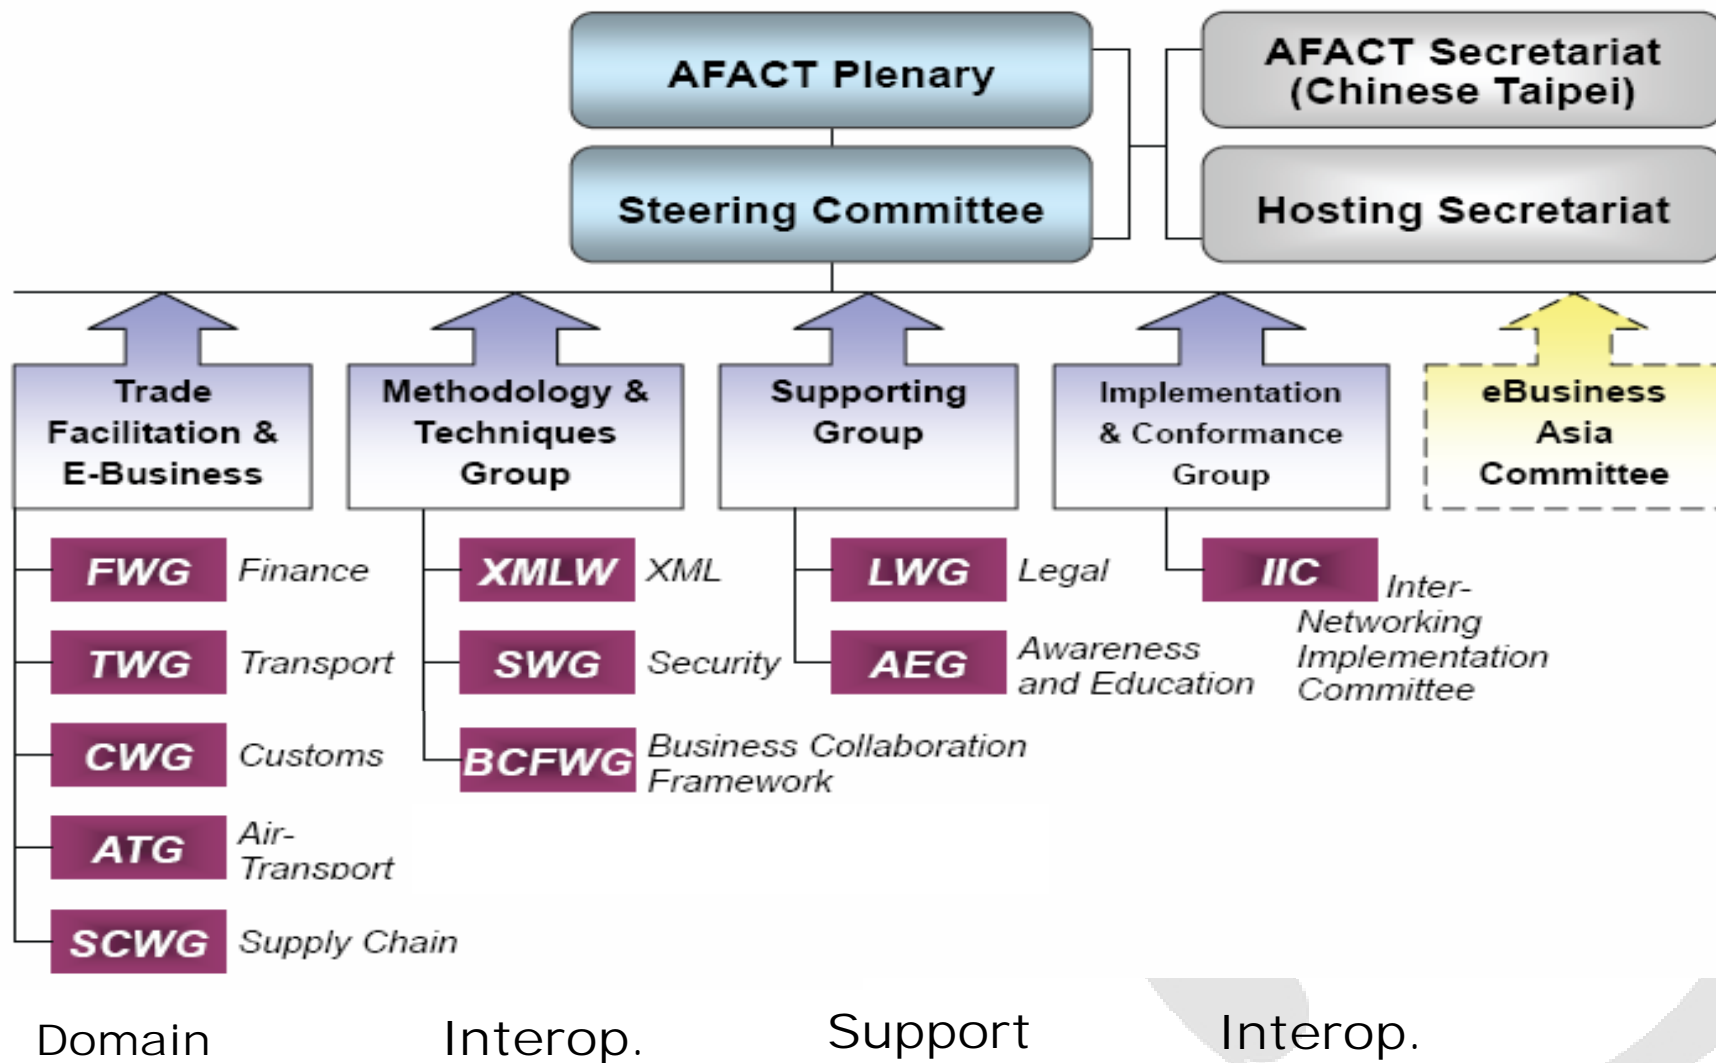 AFACT Plenary
AFACT Secretariat
(Chinese Taipei)
Steering Committee
Hosting Secretariat
Trade
Facilitation &
E-Business
Methodology &
Techniques
Group
Supporting
Group
Implementation
& Conformance
Group
eBusiness
Asia
Committee
FWG Finance
TWG Transport
CWG Customs
ATG Air-
Transport
SCWG Supply Chain
XMLW XML
SWG Security
BCFWG Business Collaboration
Framework
LWG Legal
AEG Awareness
and Education
IIC Inter-
Networking
Implementation
Committee
Domain
Interop.
Support
Interop.